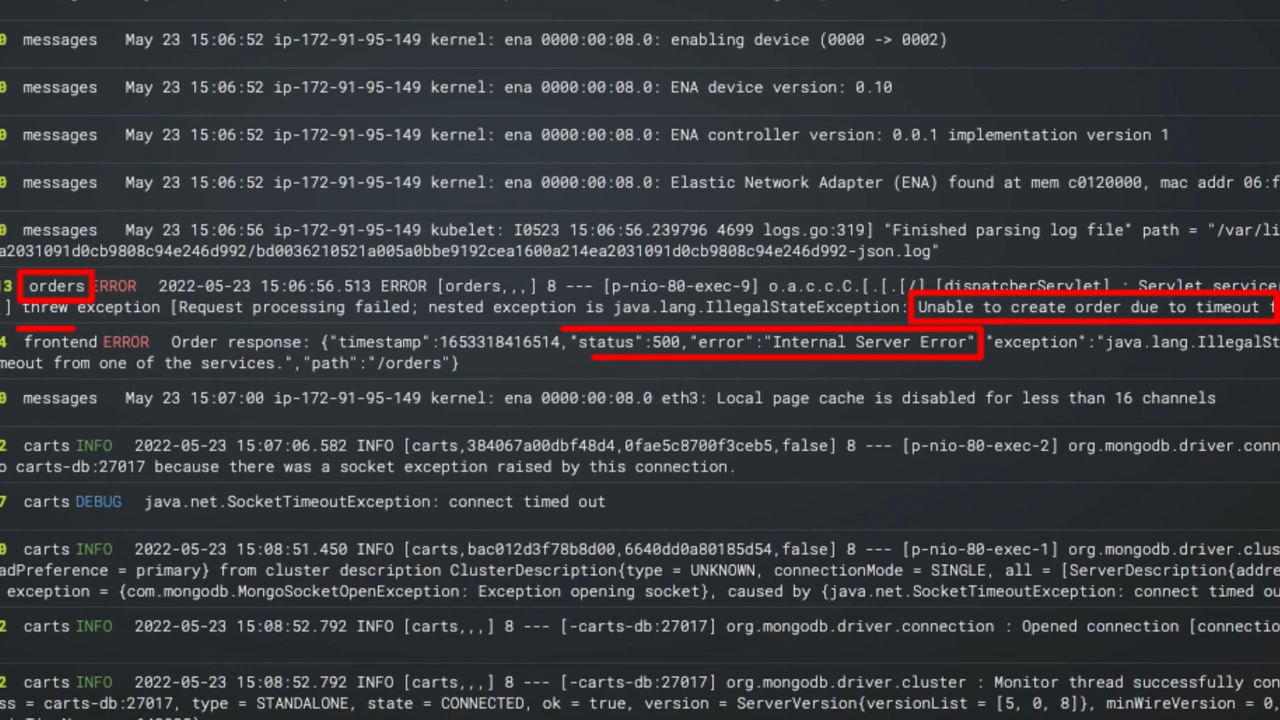 messages May 23 15:06:52 ip-172-91-95-149 kernel: ena 0000:00:08.0: enabling device (0000 -> 0002)
messages May 23 15:06:52 ip-172-91-95-149 kernel: ena 0000:00:08.0: ENA device version: 0.10
messages May 23 15:06:52 ip-172-91-95-149 kernel: ena 0000:00:08.0: ENA controller version: 0.0.1 implementation version 1
messages May 23 15:06:52 ip-172-91-95-149 kernel: ena 0000:00:08.0: Elastic Network Adapter (ENA) found at mem c0120000, mac addr 06:f
messages May 23 15:06:56 ip-172-91-95-149 kubelet: I0523 15:06:56.239796 4699 logs.go:319] "Finished parsing log file" path = "/var/li
a2031091d0cb9808c94e246d992/bd0036210521a005a0bbe9192cea1600a214ea2031091d0cb9808c94e246d992-json.log"
13 orders ERROR 2022-05-23 15:06:56.513 ERROR [orders,,,] 8 --- [p-nio-80-exec-9] o.a.c.c.C.[.[.[/].[dispatcherServlet] : Servlet.service
] threw exception [Request processing failed; nested exception is java.lang.IllegalStateException: Unable to create order due to timeout f
4 frontend ERROR Order response: {"timestamp":1653318416514,"status":500,"error":"Internal Server Error" "exception":"java.lang.IllegalSt
meout from one of the services.","path":"/orders"}
messages May 23 15:07:00 ip-172-91-95-149 kernel: ena 0000:00:08.0 eth3: Local page cache is disabled for less than 16 channels
2 carts INFO 2022-05-23 15:07:06.582 INFO [carts,384067a00dbf48d4,0fae5c8700f3ceb5,false] 8 --- [p-nio-80-exec-2] org.mongodb.driver.conn
o carts-db:27017 because there was a socket exception raised by this connection.
7 carts DEBUG java.net.SocketTimeoutException: connect timed out
0 carts INFO 2022-05-23 15:08:51.450 INFO [carts,bac012d3f78b8d00,6640dd0a80185d54,false] 8 --- [p-nio-80-exec-1] org.mongodb.driver.clus
adPreference = primary} from cluster description ClusterDescription{type = UNKNOWN, connectionMode = SINGLE, all = [ServerDescription{addre
exception = {com.mongodb.MongoSocketOpenException: Exception opening socket}, caused by {java.net.SocketTimeoutException: connect timed ou
2 carts INFO 2022-05-23 15:08:52.792 INFO [carts,,,] 8 --- [-carts-db:27017] org.mongodb.driver.connection : Opened connection [connectio
2 carts INFO 2022-05-23 15:08:52.792 INFO [carts,,,] 8 --- [-carts-db:27017] org.mongodb.driver.cluster : Monitor thread successfully con
ss = carts-db:27017, type = STANDALONE, state = CONNECTED, ok = true, version = ServerVersion{versionList = [5, 0, 8]}, minWireVersion = 0,